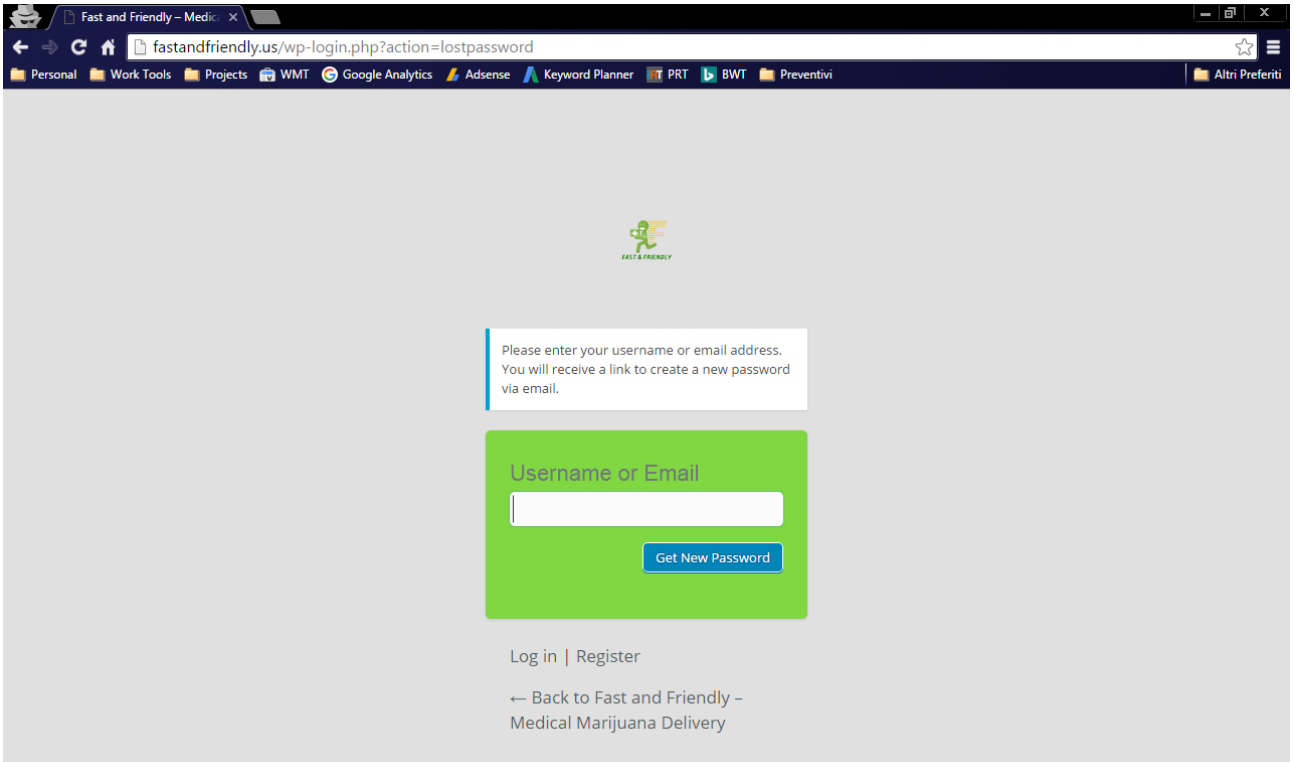 Fast and Friendly – Medic
fastandfriendly.us/wp-login.php?action=lostpassword
Personal Work Tools Projects WMT Google Analytics Adsense Keyword Planner PRT BWT Preventivi Altri Preferiti
FAST & FRIENDLY
Please enter your username or email address.
You will receive a link to create a new password
via email.
Username or Email
Get New Password
Log in | Register
← Back to Fast and Friendly –
Medical Marijuana Delivery